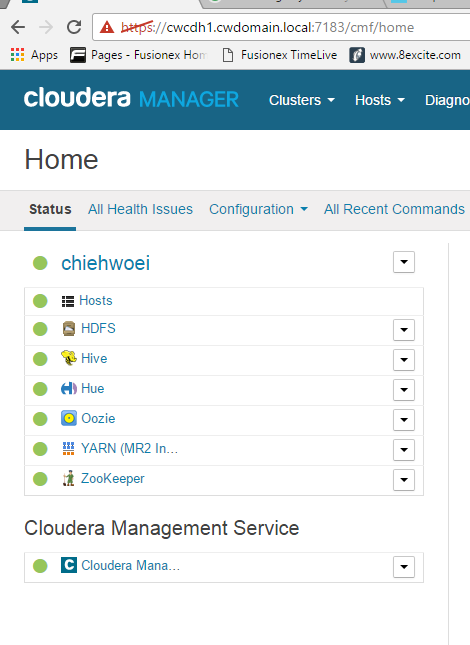 https://cwcdh1.cwdomain.local:7183/cmf/home
Apps Pages - Fusionex Hom Fusionex TimeLive www.8excite.com
cloudera MANAGER Clusters Hosts Diagno
Home
Status All Health Issues Configuration All Recent Commands
chiehwoei
Hosts
HDFS
Hive
Hue
Oozie
YARN (MR2 In...
ZooKeeper
Cloudera Management Service
C Cloudera Mana...